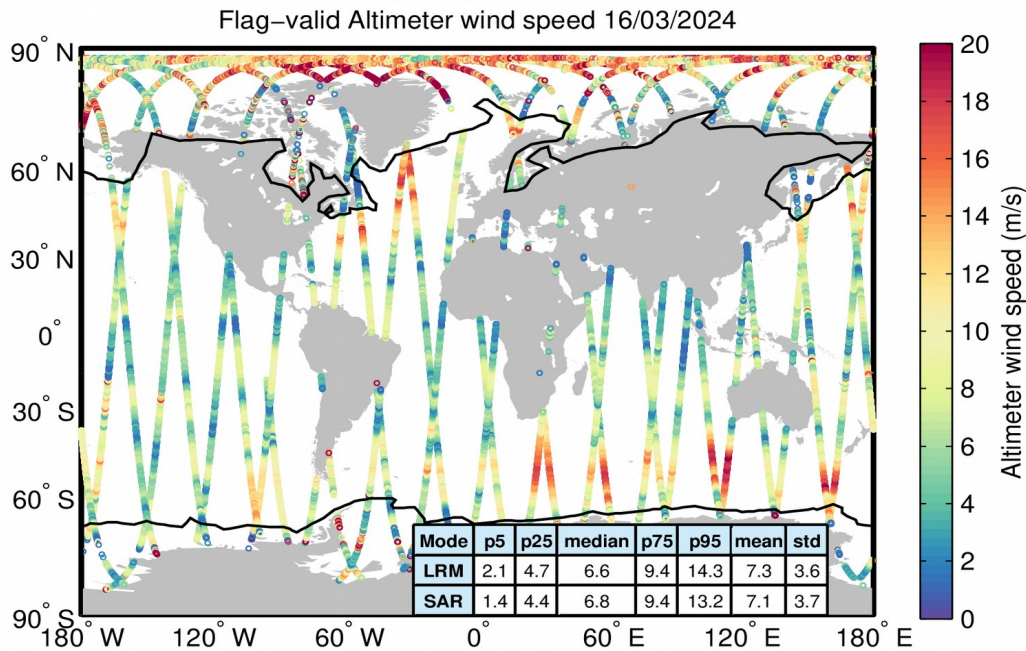 Flag−valid Altimeter wind speed 16/03/2024
90° N
60° N
30° N
0°
30° S
60° S
90° S
180° W
120° W
60° W
0°
60° E
120° E
180° E
Mode p5 p25 median p75 p95 mean std
LRM 2.1 4.7 6.6 9.4 14.3 7.3 3.6
SAR 1.4 4.4 6.8 9.4 13.2 7.1 3.7
20
18
16
14
12
10
8
6
4
2
0
Altimeter wind speed (m/s)